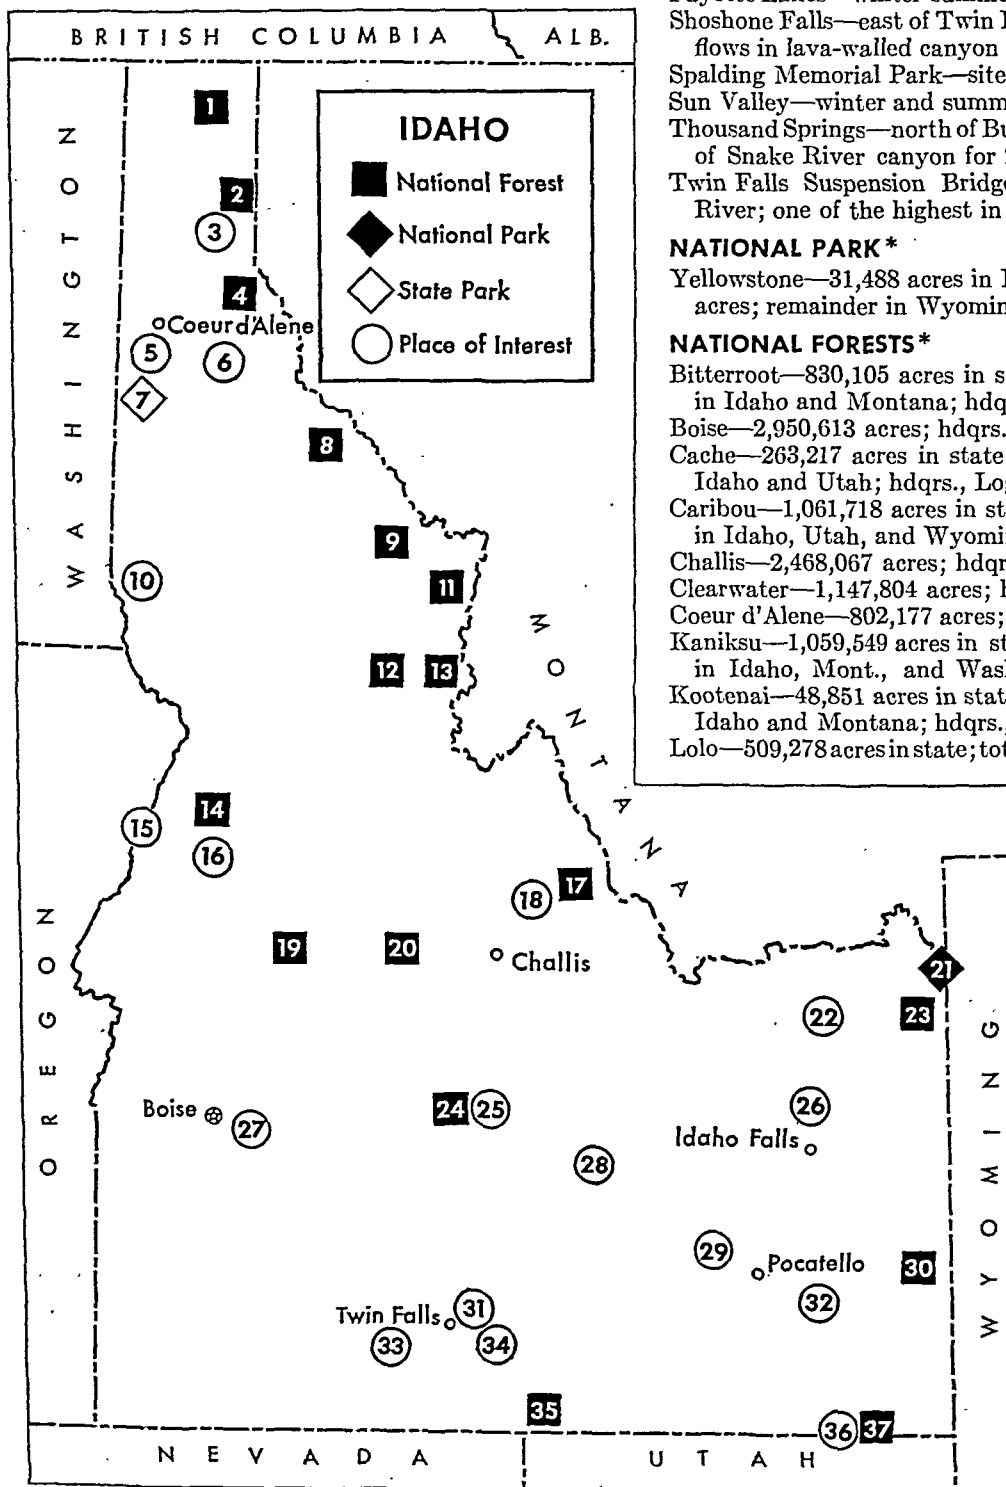 BRITISH COLUMBIA ALB.
WASHINGTON
IDAHO
National Forest
National Park
State Park
Place of Interest
1
2
3
4
Coeur d'Alene
5
6
7
8
9
10
11
12
13
MONTANA
14
15
16
17
18
19
20
Challis
21
22
23
OREGON
WYOMING
24
25
26
Boise
27
Idaho Falls
28
29
Pocatello
30
31
Twin Falls
32
33
34
35
36
37
NEVADA
UTAH
Shoshone Falls—east of Twin
flows in lava-walled canyon
Spalding Memorial Park—site
Sun Valley—winter and summ
Thousand Springs—north of Bu
of Snake River canyon for
Twin Falls Suspension Bridge
River; one of the highest in
NATIONAL PARK*
Yellowstone—31,488 acres in
acres; remainder in Wyomin
NATIONAL FORESTS*
Bitterroot—830,105 acres in s
in Idaho and Montana; hdq
Boise—2,950,613 acres; hdqrs.
Cache—263,217 acres in state
Idaho and Utah; hdqrs., Lo
Caribou—1,061,718 acres in st
in Idaho, Utah, and Wyomi
Challis—2,468,067 acres; hdqr
Clearwater—1,147,804 acres; h
Coeur d'Alene—802,177 acres;
Kaniksu—1,059,549 acres in st
in Idaho, Mont., and Was
Kootenai—48,851 acres in stat
Idaho and Montana; hdqrs.,
Lolo—509,278 acres in state; tot